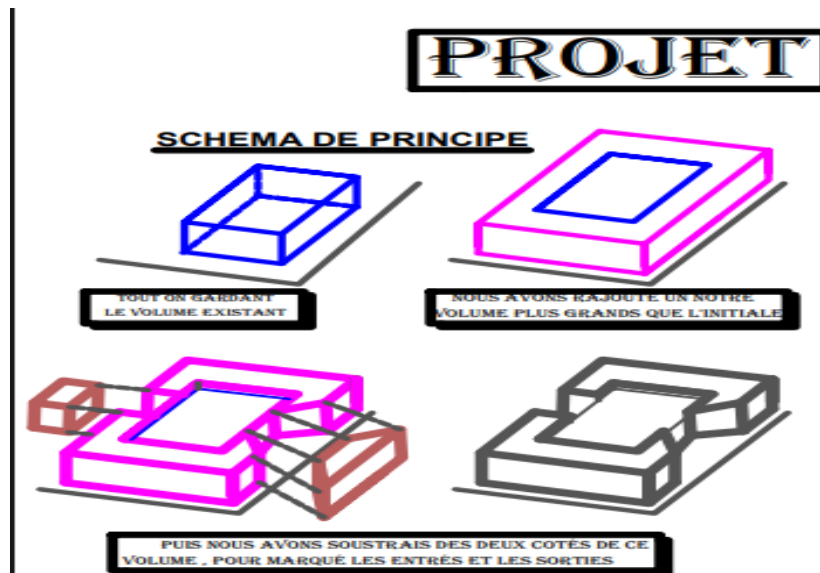 PROJET
SCHEMA DE PRINCIPE
TOUT ON GARDANT
LE VOLUME EXISTANT
NOUS AVONS RAJOUTE UN NOTRE
VOLUME PLUS GRANDS QUE L'INITIALE
PUIS NOUS AVONS SOUSTRAIS DES DEUX COTÉS DE CE
VOLUME , POUR MARQUÉ LES ENTRÉS ET LES SORTIES